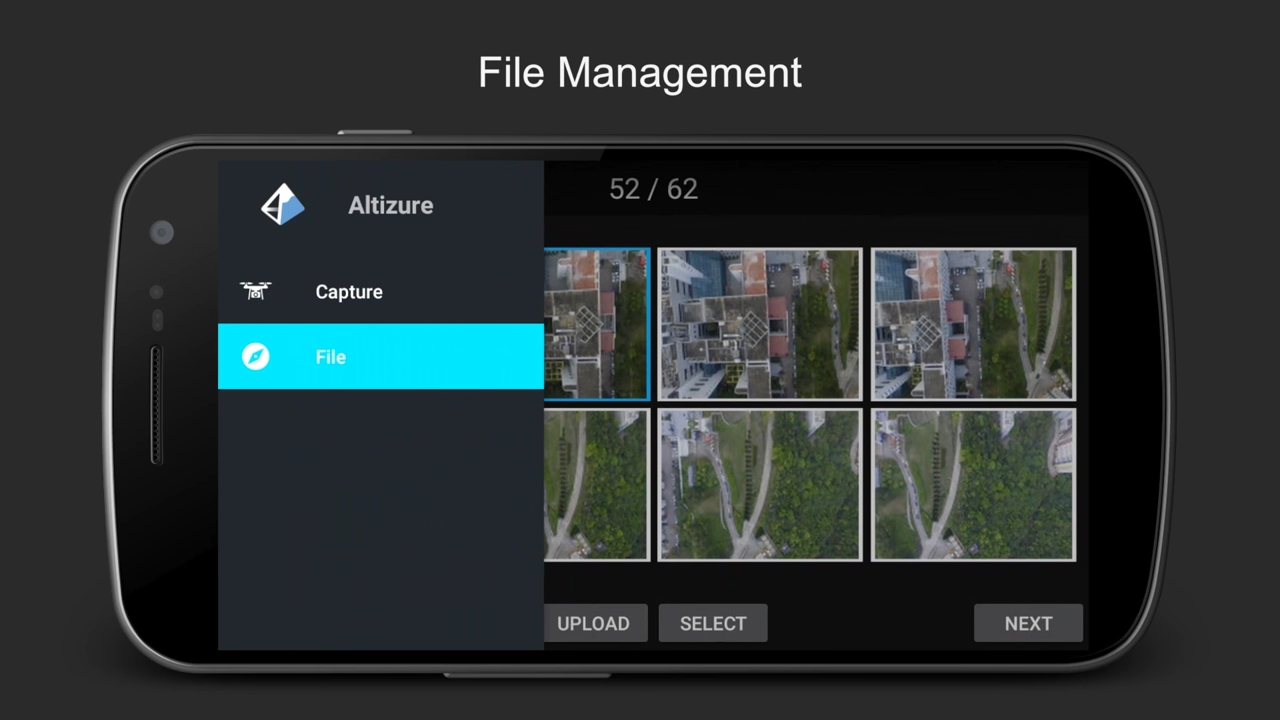 File Management
Altizure
52 / 62
Capture
File
UPLOAD
SELECT
NEXT